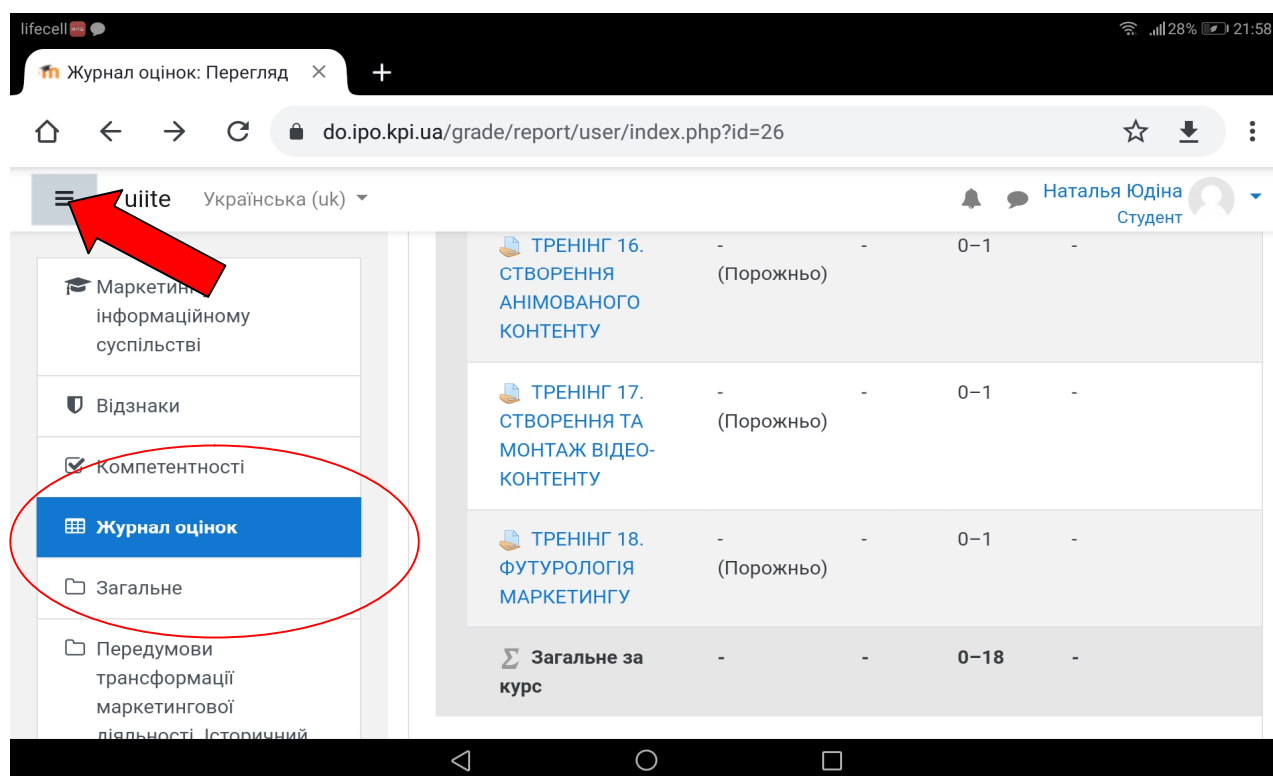 lifecell
28% 21:58
Журнал оцінок: Перегляд
do.ipo.kpi.ua/grade/report/user/index.php?id=26
uiite Українська (uk)
Наталья Юдіна
Студент
Маркетинг
інформаційному
суспільстві
Відзнаки
Компетентності
Журнал оцінок
Загальне
Передумови
трансформації
маркетингової
діяльності. Історичний
ТРЕНІНГ 16. - - 0–1 -
СТВОРЕННЯ (Порожньо)
АНІМОВАНОГО
КОНТЕНТУ
ТРЕНІНГ 17. - - 0–1 -
СТВОРЕННЯ ТА (Порожньо)
МОНТАЖ ВІДЕО-
КОНТЕНТУ
ТРЕНІНГ 18. - - 0–1 -
ФУТУРОЛОГІЯ (Порожньо)
МАРКЕТИНГУ
Загальне за - - 0–18 -
курс